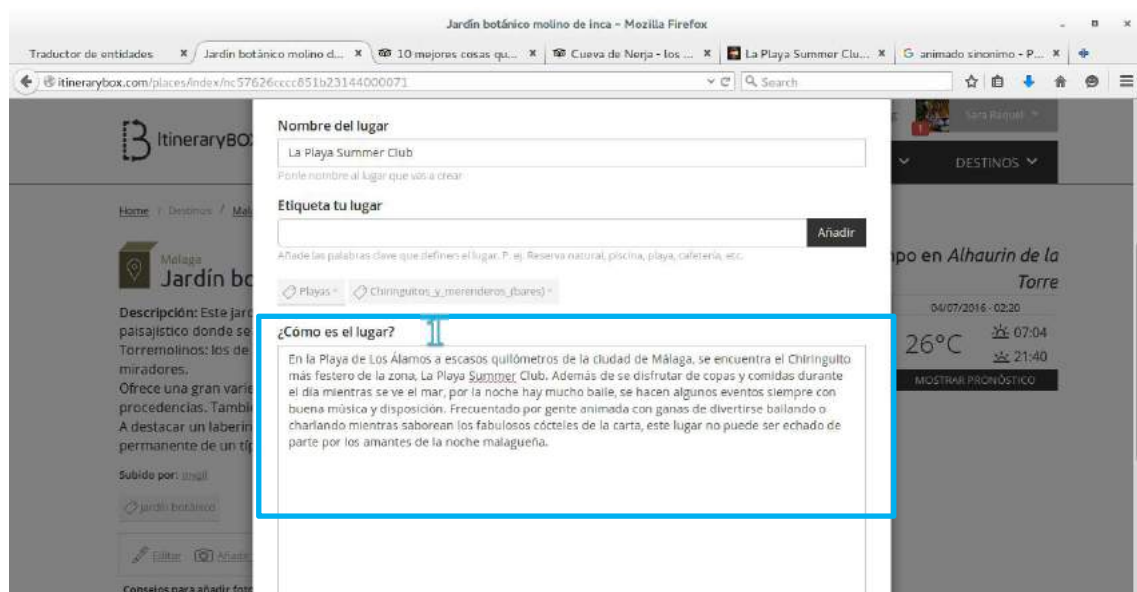 Jardín botánico molino de inca - Mozilla Firefox
Traductor de entidades × Jardín botánico molino d... × 10 mejores cosas qu... × Cueva de Nerja - los ... × La Playa Summer Clu... × animado sinonimo - P... ×
itinerarybox.com/places/index/nc57626cccc851b23144000071 Search
ItineraryBO
Nombre del lugar
La Playa Summer Club
Ponle nombre al lugar que vas a crear
Sara Raquel
1
DESTINOS
Home / Destinos / Mál
Etiqueta tu lugar
Añadir
Añade las palabras clave que definen el lugar. P. ej. Reserva natural, piscina, playa, cafetería, etc.
Playas × Chiringuitos_y_merenderos_(bares) ×
Málaga
Jardín bo
po en Alhaurin de la
Torre
04/07/2016 - 02:20
26°C 07:04
21:40
MOSTRAR PRONÓSTICO
Descripción: Este jard
paisajístico donde se
Torremolinos: los de
miradores.
Ofrece una gran varie
procedencias. Tambié
A destacar un laberin
permanente de un tí
Subido por:
jardín botánico
Editar Añadir
Consejos para añadir foto
¿Cómo es el lugar?
En la Playa de Los Álamos a escasos quilómetros de la ciudad de Málaga, se encuentra el Chiringuito
más festero de la zona, La Playa Summer Club. Además de se disfrutar de copas y comidas durante
el día mientras se ve el mar, por la noche hay mucho baile, se hacen algunos eventos siempre con
buena música y disposición. Frecuentado por gente animada con ganas de divertirse bailando o
charlando mientras saborean los fabulosos cócteles de la carta, este lugar no puede ser echado de
parte por los amantes de la noche malagueña.